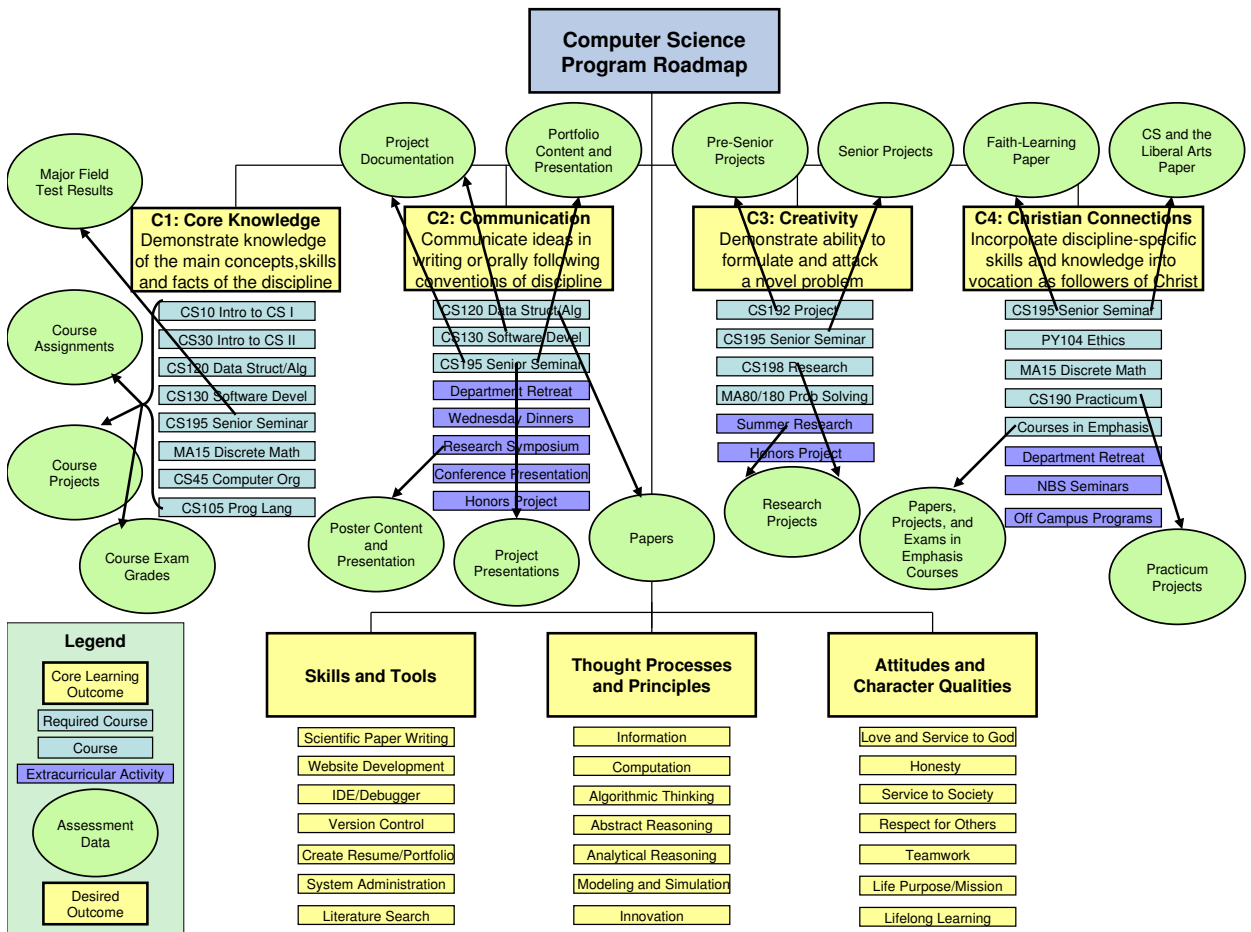 Computer Science
Program Roadmap
Project
Documentation
Portfolio
Content and
Presentation
Pre-Senior
Projects
Senior Projects
Faith-Learning
Paper
CS and the
Liberal Arts
Paper
Major Field
Test Results
C1: Core Knowledge
Demonstrate knowledge
of the main concepts,skills
and facts of the discipline
C2: Communication
Communicate ideas in
writing or orally following
conventions of discipline
C3: Creativity
Demonstrate ability to
formulate and attack
a novel problem
C4: Christian Connections
Incorporate discipline-specific
skills and knowledge into
vocation as followers of Christ
Course
Assignments
Course
Projects
Course Exam
Grades
CS10 Intro to CS I
CS30 Intro to CS II
CS120 Data Struct/Alg
CS130 Software Devel
CS195 Senior Seminar
MA15 Discrete Math
CS45 Computer Org
CS105 Prog Lang
CS120 Data Struct/Alg
CS130 Software Devel
CS195 Senior Seminar
Department Retreat
Wednesday Dinners
Research Symposium
Conference Presentation
Honors Project
CS192 Project
CS195 Senior Seminar
CS198 Research
MA80/180 Prob Solving
Summer Research
Honors Project
CS195 Senior Seminar
PY104 Ethics
MA15 Discrete Math
CS190 Practicum
Courses in Emphasis
Department Retreat
NBS Seminars
Off Campus Programs
Poster Content
and
Presentation
Project
Presentations
Papers
Research
Projects
Papers,
Projects, and
Exams in
Emphasis
Courses
Practicum
Projects
Legend
Core Learning
Outcome
Required Course
Course
Extracurricular Activity
Assessment
Data
Desired
Outcome
Skills and Tools
Scientific Paper Writing
Website Development
IDE/Debugger
Version Control
Create Resume/Portfolio
System Administration
Literature Search
Thought Processes
and Principles
Information
Computation
Algorithmic Thinking
Abstract Reasoning
Analytical Reasoning
Modeling and Simulation
Innovation
Attitudes and
Character Qualities
Love and Service to God
Honesty
Service to Society
Respect for Others
Teamwork
Life Purpose/Mission
Lifelong Learning